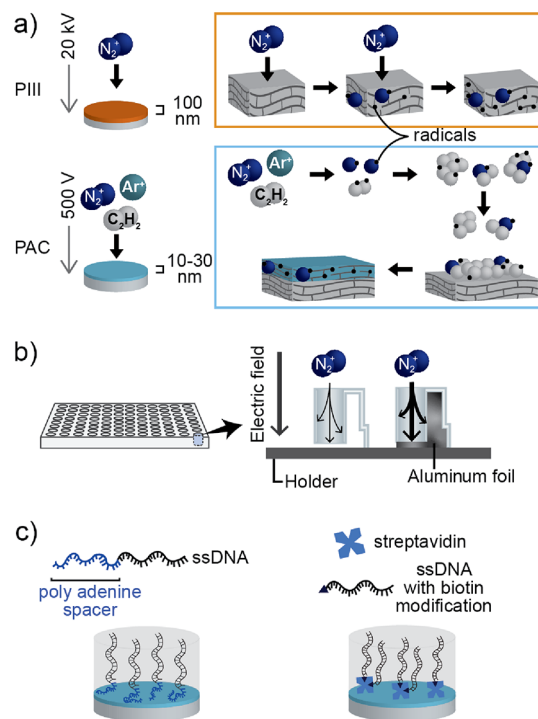 a)
20 kV
N₂⁺
PIII
100
nm
N₂⁺
N₂⁺
radicals
500 V
N₂⁺
Ar⁺
C₂H₂
PAC
10-30
nm
N₂⁺
Ar⁺
C₂H₂
b)
Electric field
N₂⁺
N₂⁺
Holder
Aluminum foil
c)
ssDNA
poly adenine
spacer
streptavidin
ssDNA
with biotin
modification